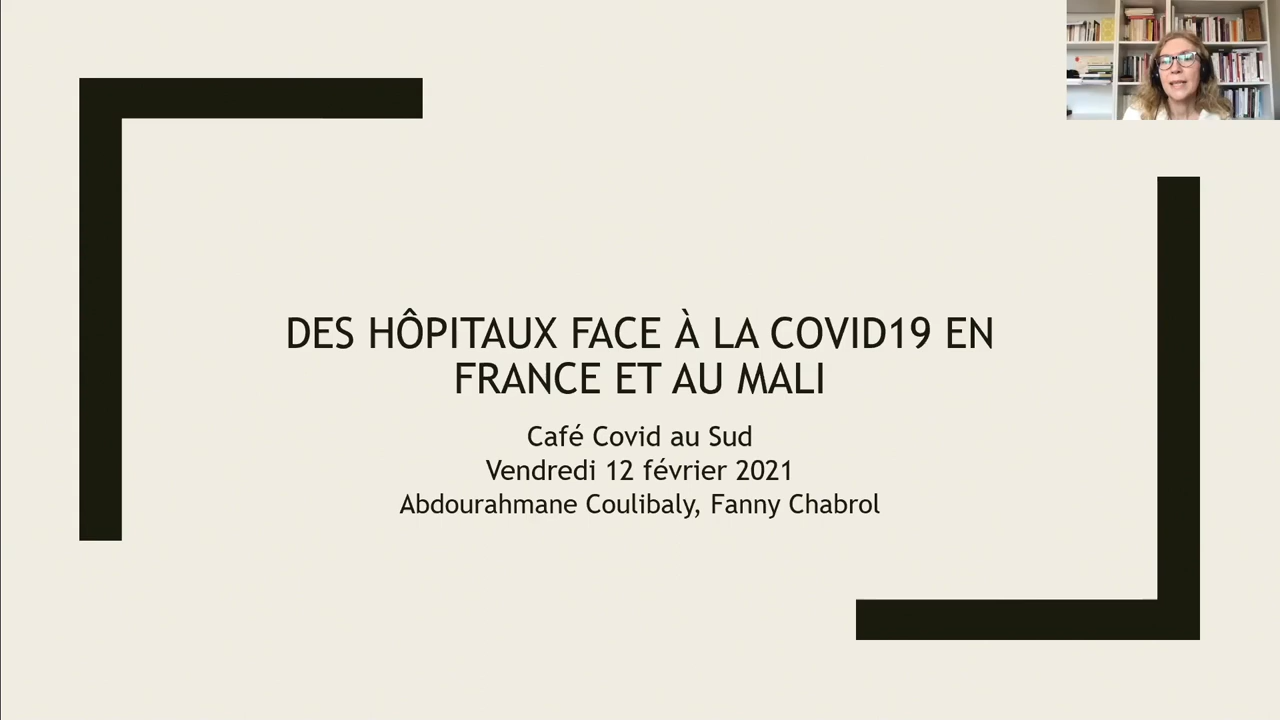 DES HÔPITAUX FACE À LA COVID19 EN
FRANCE ET AU MALI
Café Covid au Sud
Vendredi 12 février 2021
Abdourahmane Coulibaly, Fanny Chabrol